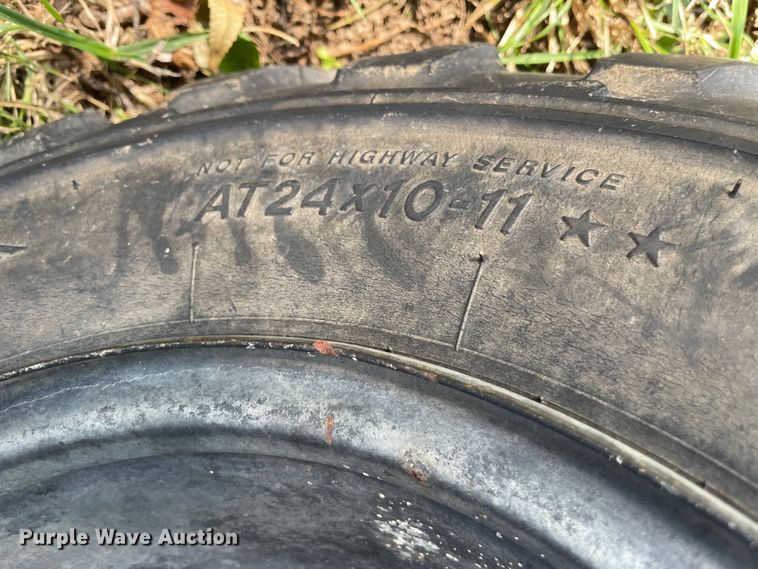 NOT FOR HIGHWAY SERVICE
AT24x10-11 ★★
Purple Wave Auction